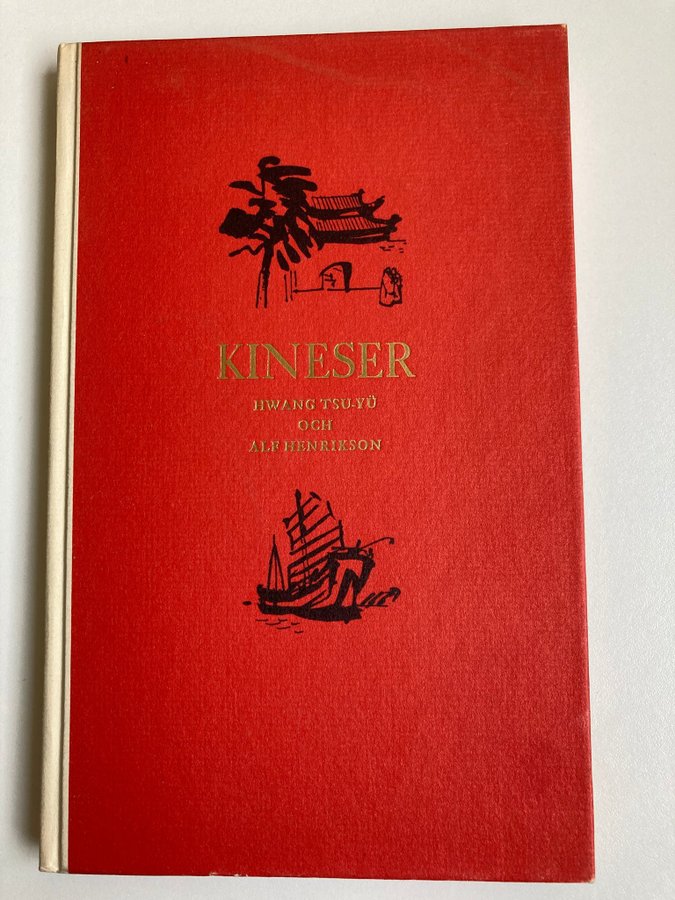 KINESER
HWANG TSU-YÜ
OCH
ALF HENRIKSON